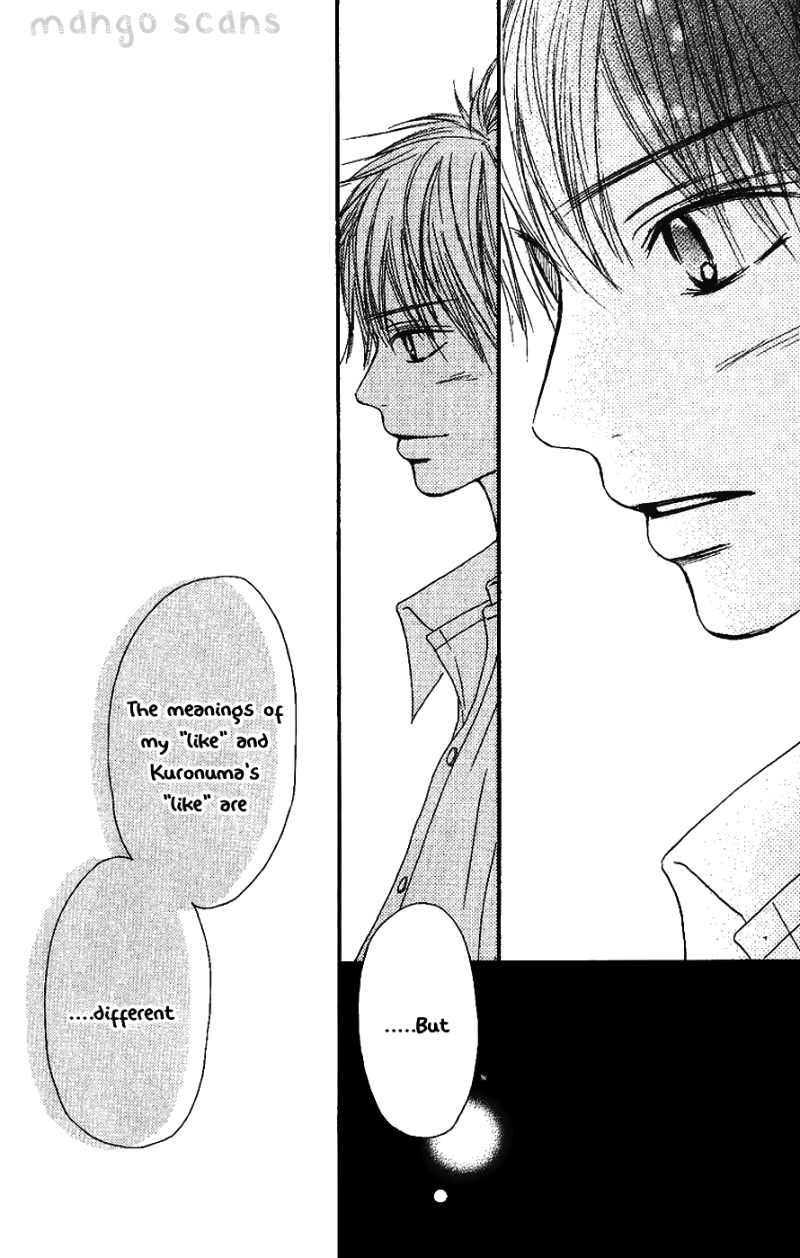 mango scans
.....But
The meanings of
my "like" and
Kuronuma's
"like" are
....different